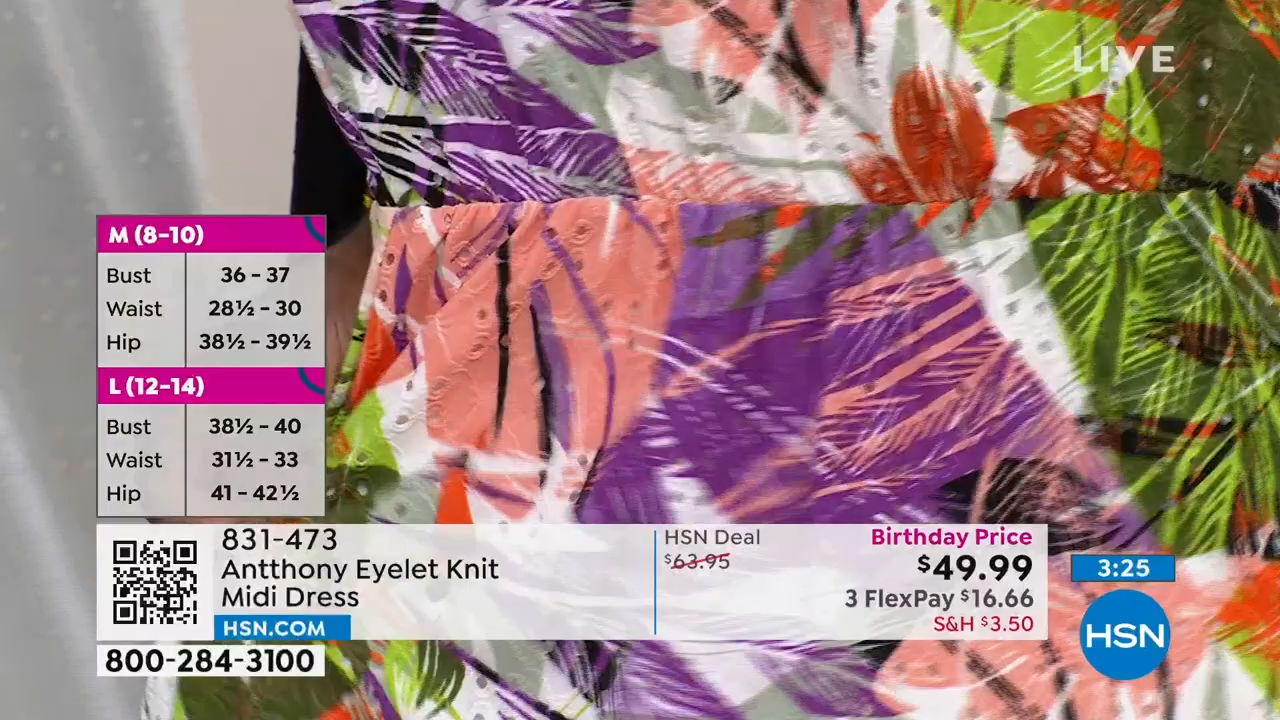 LIVE
M (8-10)
Bust 36 - 37
Waist 28½ - 30
Hip 38½ - 39½
L (12-14)
Bust 38½ - 40
Waist 31½ - 33
Hip 41 - 42½
831-473
Antthony Eyelet Knit
Midi Dress
HSN.COM
800-284-3100
HSN Deal
$63.95
Birthday Price
$49.99
3 FlexPay $16.66
S&H $3.50
3:25
HSN